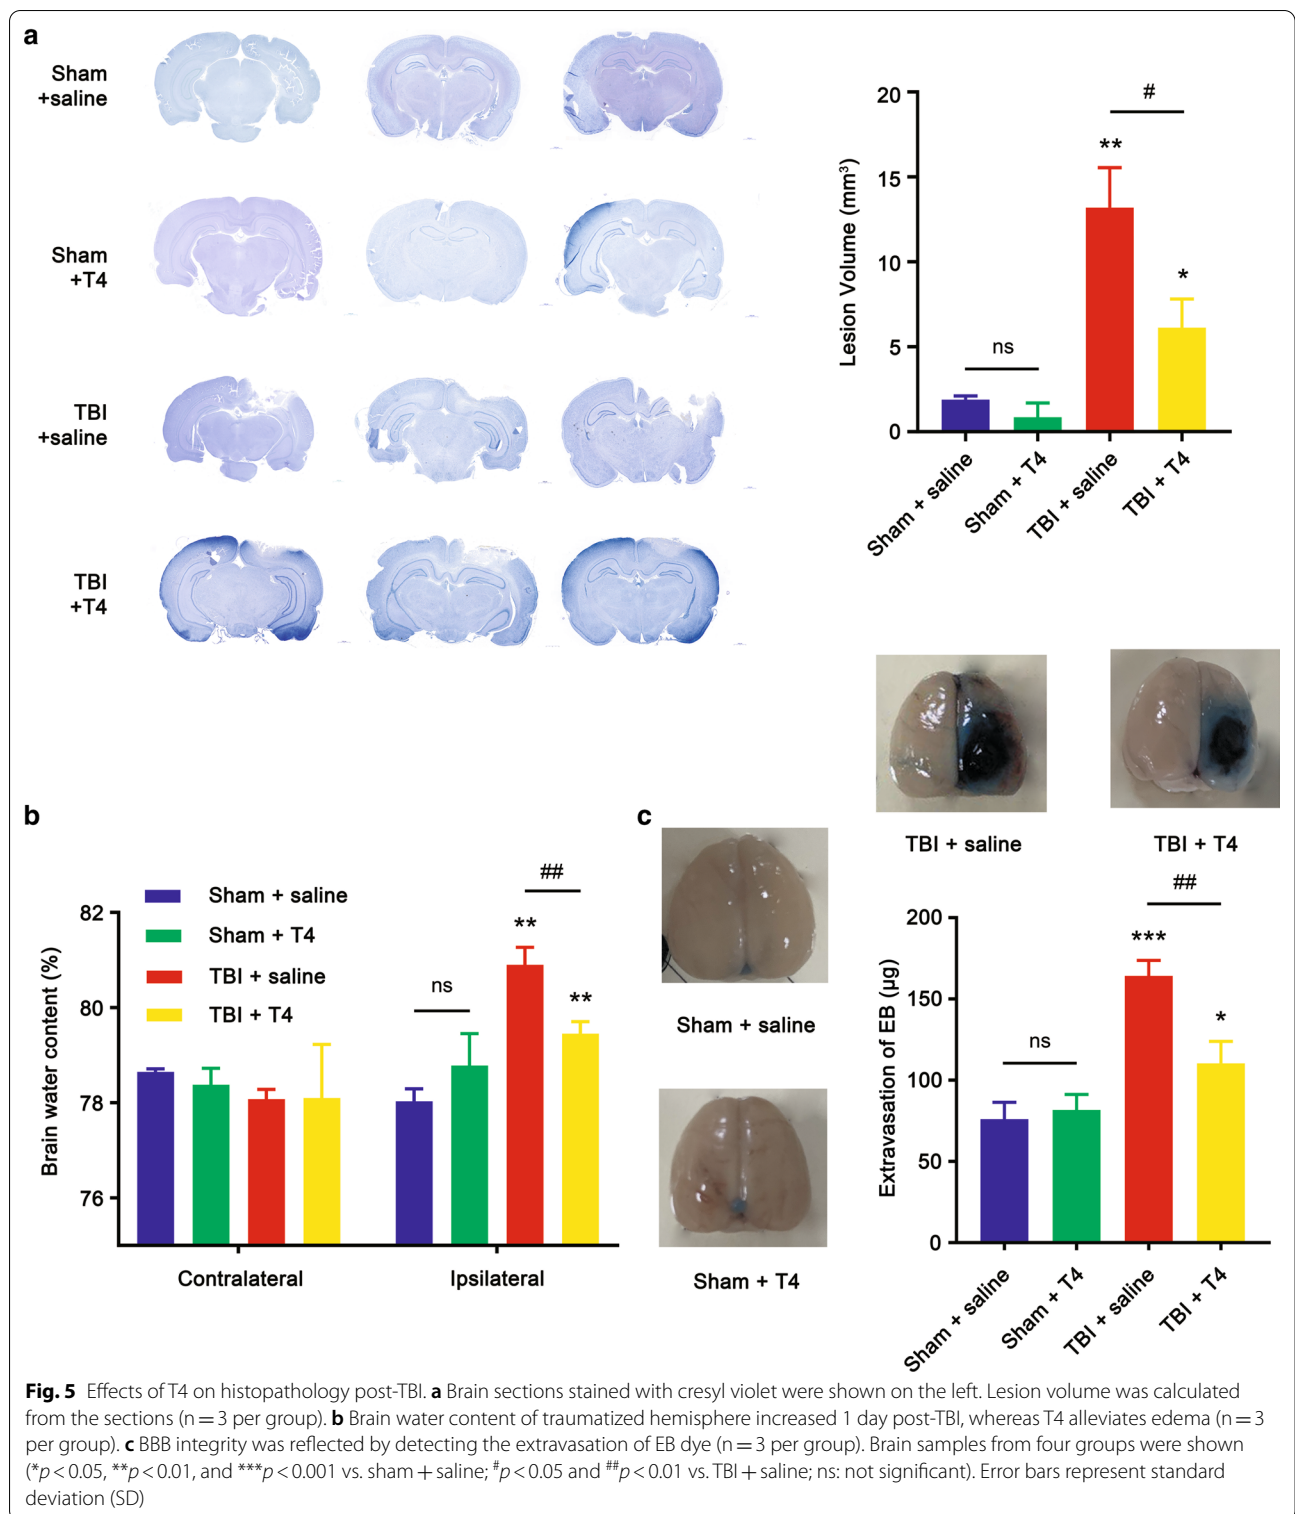 a
Sham
+saline
Sham
+T4
TBI
+saline
TBI
+T4
Lesion Volume (mm³)
20
15
10
5
0
ns
**
#
*
Sham + saline
Sham + T4
TBI + saline
TBI + T4
b
Brain water content (%)
82
80
78
76
Sham + saline
Sham + T4
TBI + saline
TBI + T4
ns
**
##
**
Contralateral
Ipsilateral
c
TBI + saline
TBI + T4
Sham + saline
Sham + T4
Extravasation of EB (µg)
200
150
100
50
0
ns
***
##
*
Sham + saline
Sham + T4
TBI + saline
TBI + T4
Fig. 5 Effects of T4 on histopathology post-TBI. a Brain sections stained with cresyl violet were shown on the left. Lesion volume was calculated
from the sections (n = 3 per group). b Brain water content of traumatized hemisphere increased 1 day post-TBI, whereas T4 alleviates edema (n = 3
per group). c BBB integrity was reflected by detecting the extravasation of EB dye (n = 3 per group). Brain samples from four groups were shown
(*p < 0.05, **p < 0.01, and ***p < 0.001 vs. sham + saline; #p < 0.05 and ##p < 0.01 vs. TBI + saline; ns: not significant). Error bars represent standard
deviation (SD)